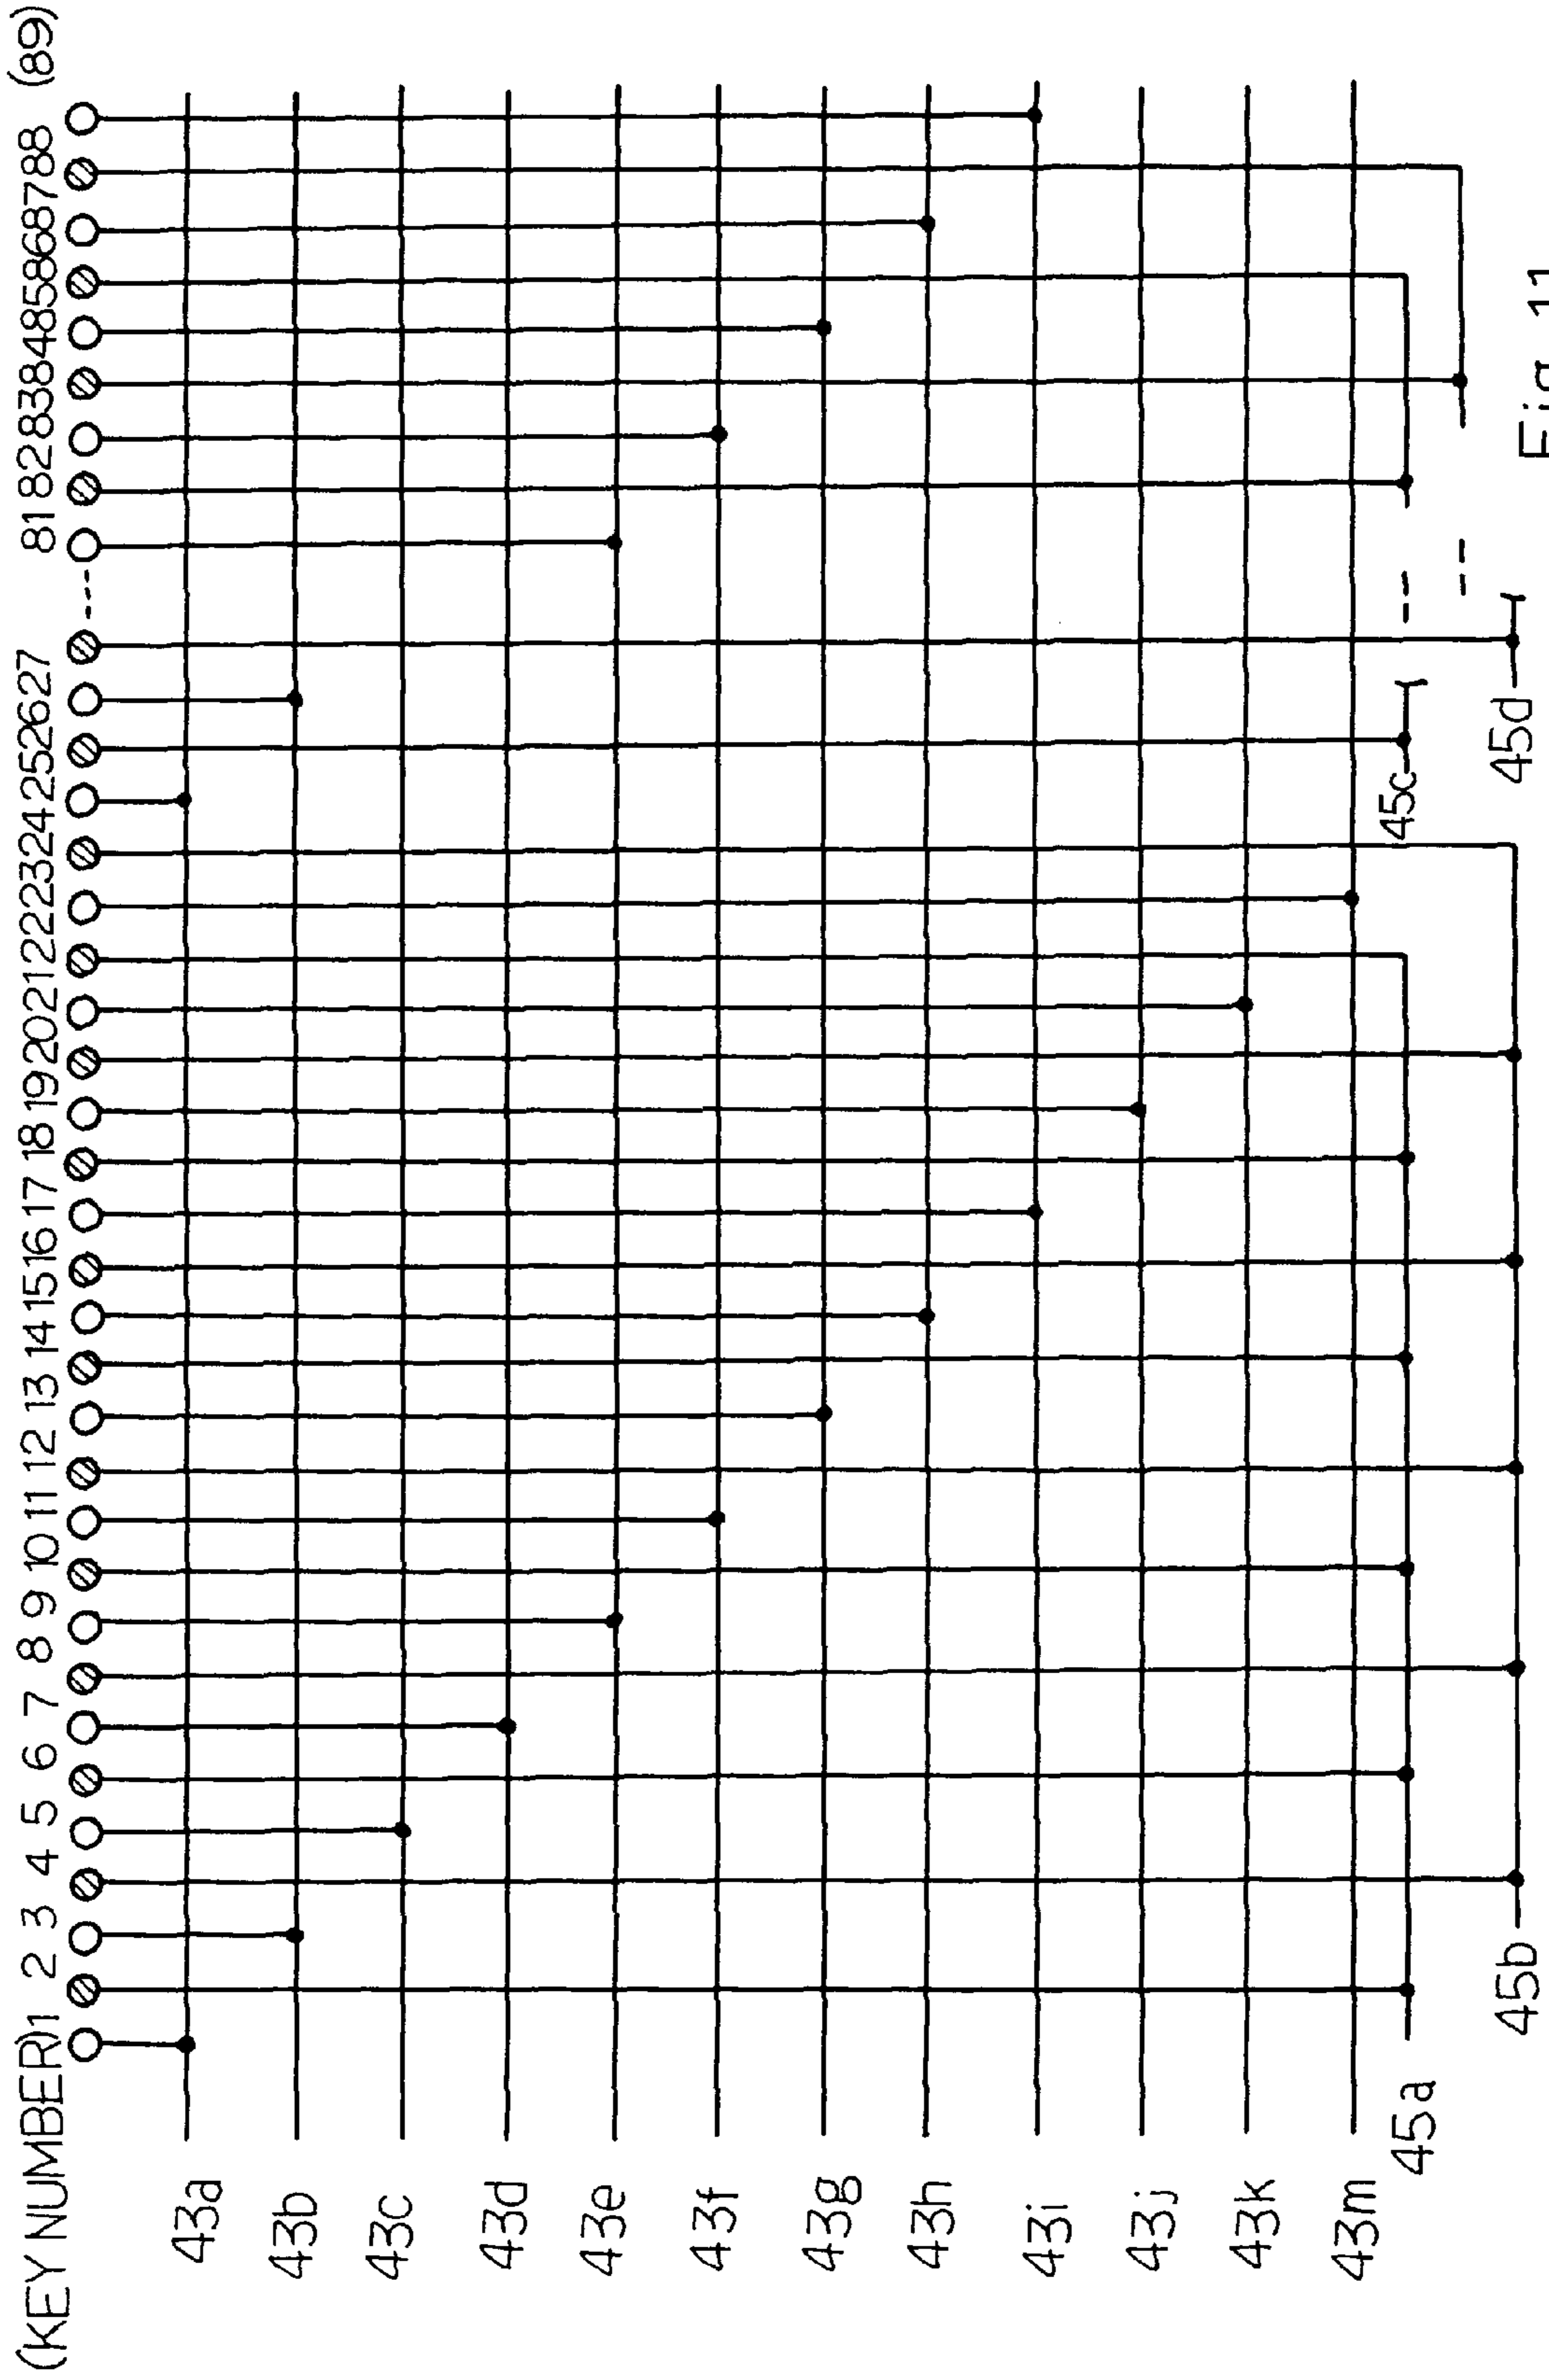 (KEY NUMBER) 1 2 3 4 5 6 7 8 9 10 11 12 13 14 15 16 17 18 19 20 21 22 23 24 25 26 27 --- 81 82 83 84 85 86 87 88 (89)
43a
43b
43c
43d
43e
43f
43g
43h
43i
43j
43k
43m
45a
45b
45c
45d
Fig. 11